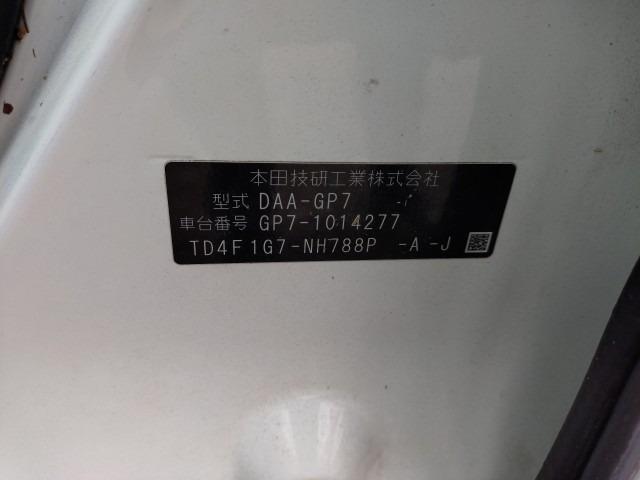 本田技研工業株式会社
型式 DAA-GP7
車台番号 GP7-1014277
TD4F1G7-NH788P -A -J